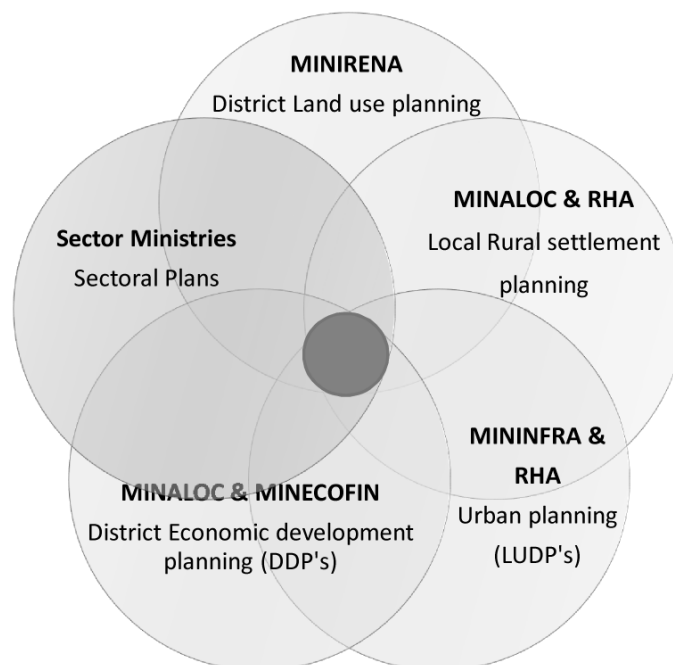 MINIRENA
District Land use planning
MINALOC & RHA
Local Rural settlement
planning
Sector Ministries
Sectoral Plans
MININFRA &
RHA
Urban planning
(LUDP's)
MINALOC & MINECOFIN
District Economic development
planning (DDP's)